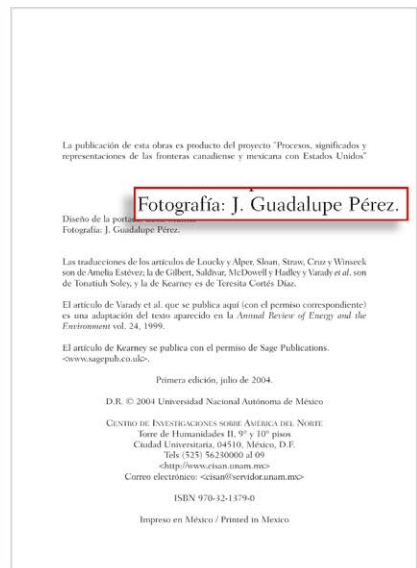 La publicación de esta obras es producto del proyecto "Procesos, significados y
representaciones de las fronteras canadiense y mexicana con Estados Unidos"
Fotografía: J. Guadalupe Pérez.
Diseño de la porta
Fotografía: J. Guadalupe Pérez.
Las traducciones de los artículos de Loucky y Alper, Sloan, Straw, Cruz y Winseck
son de Amelia Estévez; la de Gilbert, Saldívar, McDowell y Hadley y Varady et al. son
de Tonatiuh Soley, y la de Kearney es de Teresita Cortés Díaz.
El artículo de Varady et al. que se publica aquí (con el permiso correspondiente)
es una adaptación del texto aparecido en la Annual Review of Energy and the
Environment vol. 24, 1999.
El artículo de Kearney se publica con el permiso de Sage Publications.
<www.sagepub.co.uk>.
Primera edición, julio de 2004.
D.R. © 2004 Universidad Nacional Autónoma de México
CENTRO DE INVESTIGACIONES SOBRE AMÉRICA DEL NORTE
Torre de Humanidades II, 9° y 10° pisos
Ciudad Universitaria, 04510, México, D.F.
Tels (525) 56230000 al 09
<http://www.cisan.unam.mx>
Correo electrónico: <cisan@servidor.unam.mx>
ISBN 970-32-1379-0
Impreso en México / Printed in Mexico